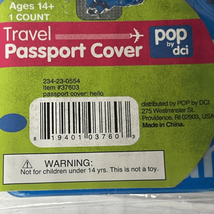 Ages 14+
1 COUNT
Travel
Passport Cover
pop
by
dci
234-23-0554
Item #37603
passport cover: hello
distributed by POP by DCI
275 Westminster St.
Providence, RI 02903, USA
Made in China.
8 19401 03760
WARNING:
Not for children under 14 yrs. This is not a toy.